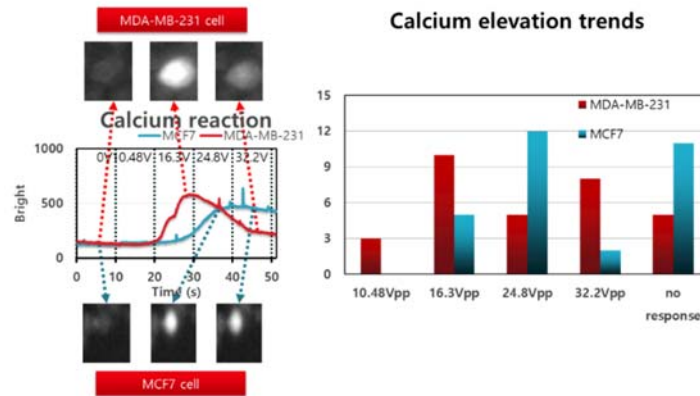 MDA-MB-231 cell
Calcium reaction
MCF7 MDA-MB-231
0V 10.48V 16.3V 24.8V 32.2V
1000
500
0
Bright
0 10 20 30 40 50
Time (s)
MCF7 cell
Calcium elevation trends
15
12
9
6
3
0
MDA-MB-231
MCF7
10.48Vpp 16.3Vpp 24.8Vpp 32.2Vpp no
response